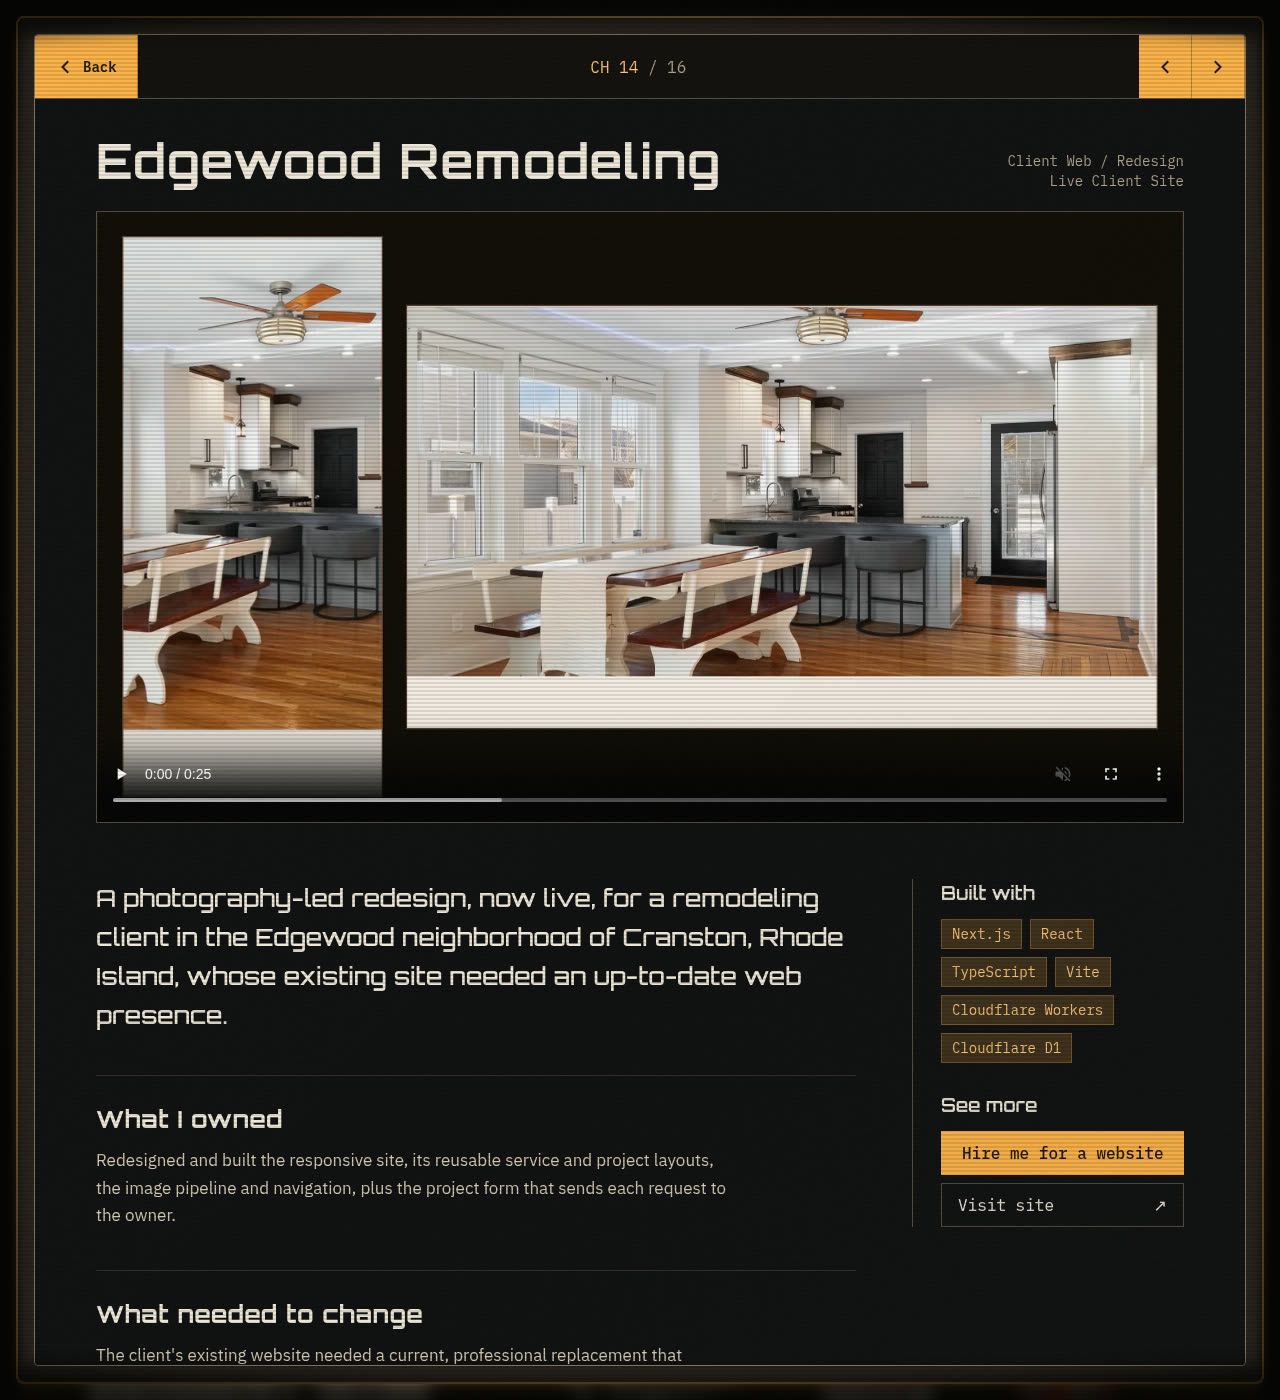 Back
CH 14 / 16
Edgewood Remodeling
Client Web / Redesign
Live Client Site
0:00 / 0:25
A photography-led redesign, now live, for a remodeling
client in the Edgewood neighborhood of Cranston, Rhode
Island, whose existing site needed an up-to-date web
presence.
What I owned
Redesigned and built the responsive site, its reusable service and project layouts,
the image pipeline and navigation, plus the project form that sends each request to
the owner.
What needed to change
The client's existing website needed a current, professional replacement that
Built with
Next.js
React
TypeScript
Vite
Cloudflare Workers
Cloudflare D1
See more
Hire me for a website
Visit site ↗